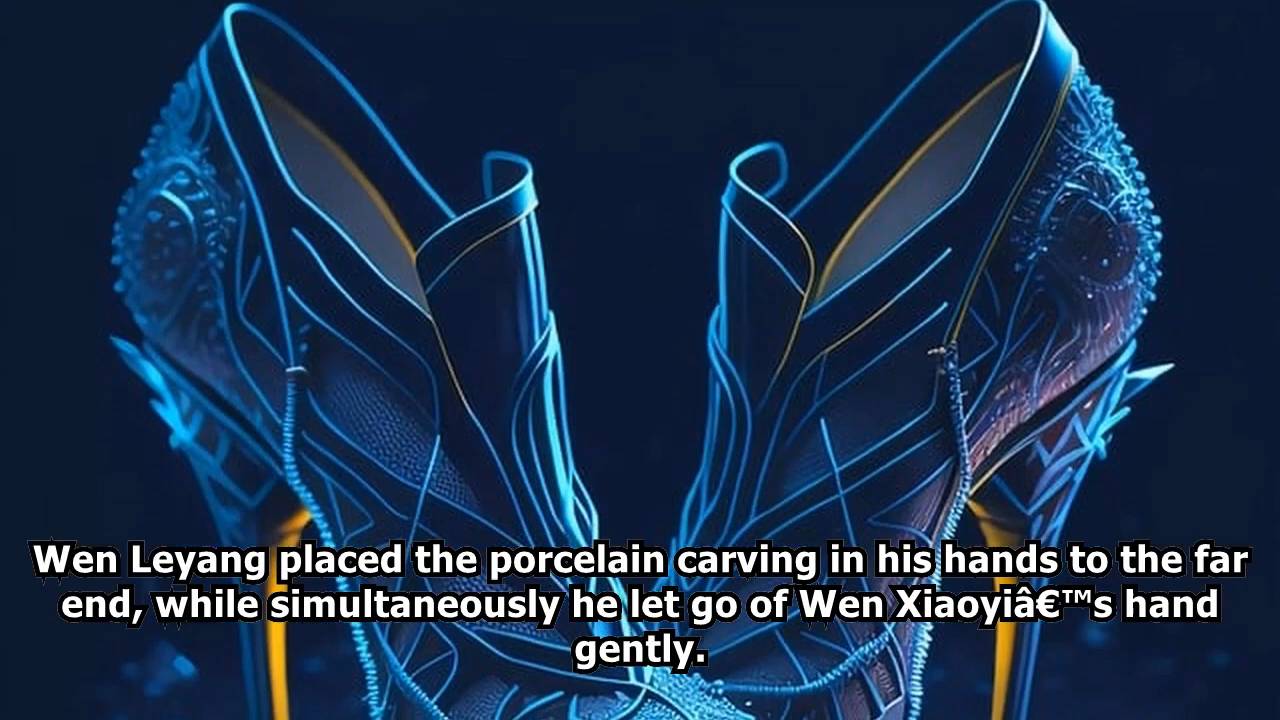 Wen Leyang placed the porcelain carving in his hands to the far
end, while simultaneously he let go of Wen Xiaoyiâ€™s hand
gently.